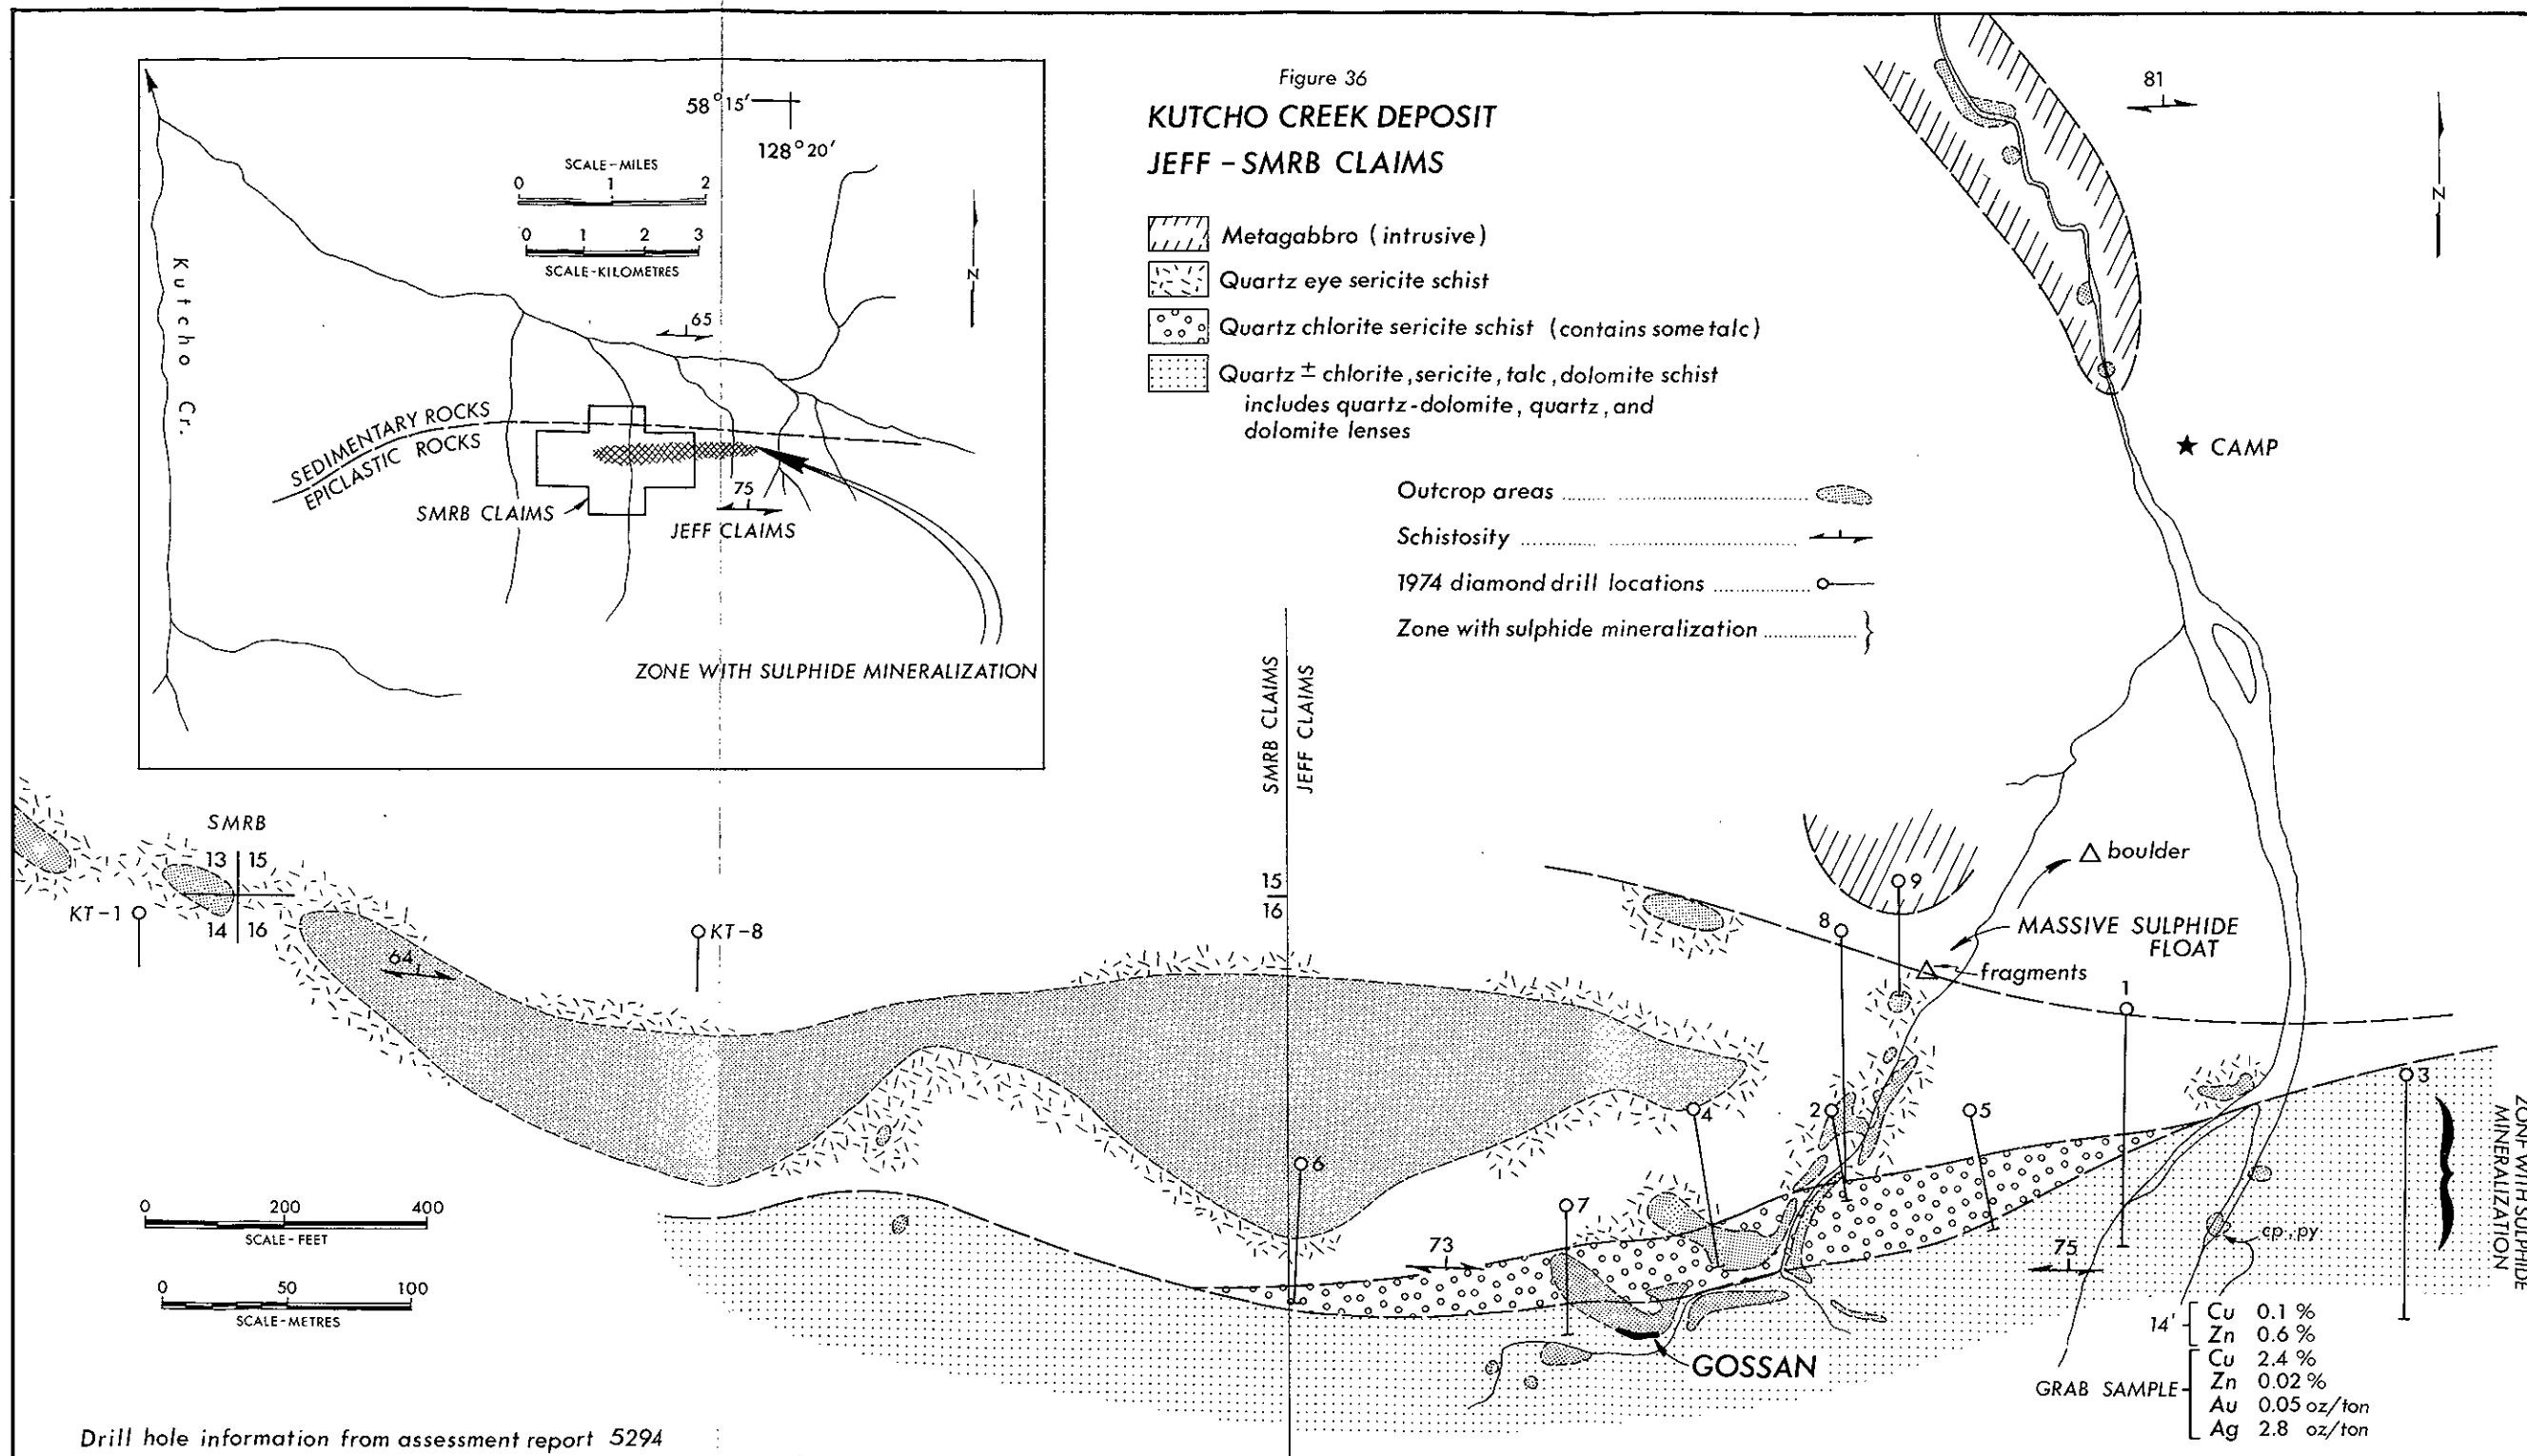 Figure 36
KUTCHO CREEK DEPOSIT
JEFF - SMRB CLAIMS
Metagabbro (intrusive)
Quartz eye sericite schist
Quartz chlorite sericite schist (contains some talc)
Quartz ± chlorite, sericite, talc, dolomite schist
includes quartz-dolomite, quartz, and
dolomite lenses
Outcrop areas
Schistosity
1974 diamond drill locations
Zone with sulphide mineralization }
58°15'
128°20'
SCALE-MILES
0 1 2
0 1 2 3
SCALE-KILOMETRES
N
Kutcho Cr.
65
SEDIMENTARY ROCKS
EPICLASTIC ROCKS
SMRB CLAIMS
75
JEFF CLAIMS
ZONE WITH SULPHIDE MINERALIZATION
81
N
★ CAMP
SMRB CLAIMS
JEFF CLAIMS
15
16
SMRB
13 15
14 16
KT-1
KT-8
64
9
8
boulder
MASSIVE SULPHIDE
FLOAT
fragments
1
3
4
2
5
6
7
73
75
cp, py
ZONE WITH SULPHIDE
MINERALIZATION
GOSSAN
0 200 400
SCALE-FEET
0 50 100
SCALE-METRES
14'
Cu 0.1 %
Zn 0.6 %
GRAB SAMPLE
Cu 2.4 %
Zn 0.02 %
Au 0.05 oz/ton
Ag 2.8 oz/ton
Drill hole information from assessment report 5294